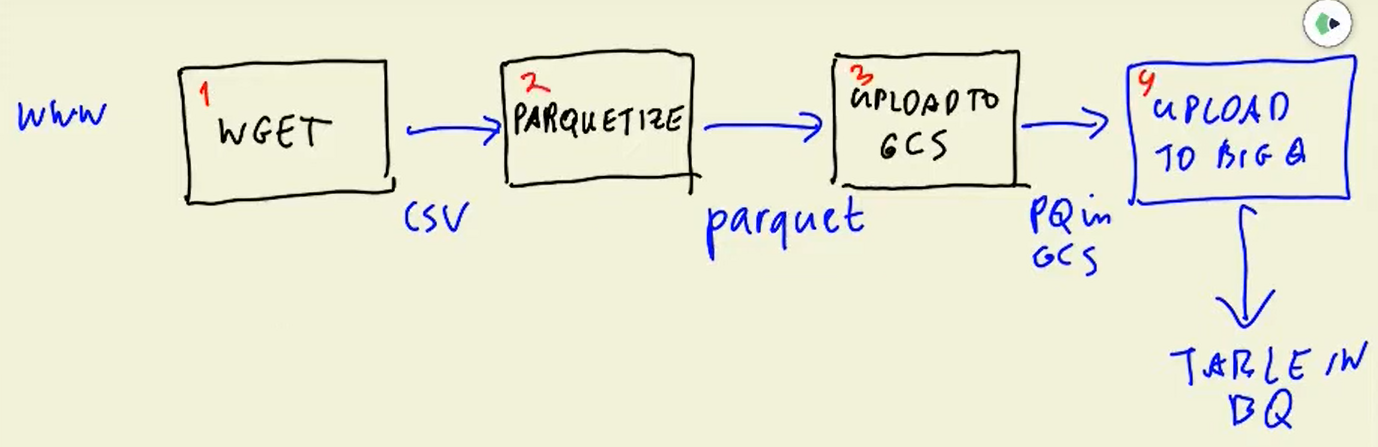 www
1
WGET
CSV
2
PARQUETIZE
parquet
3
UPLOAD TO
GCS
PQ in
GCS
4
UPLOAD
TO BIG Q
TABLE IN
BQ